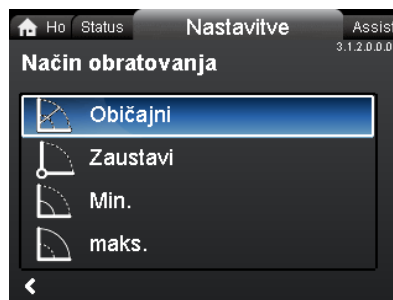 Ho Status Nastavitve Assist
3.1.2.0.0.0
Način obratovanja
Običajni
Zaustavi
Min.
maks.